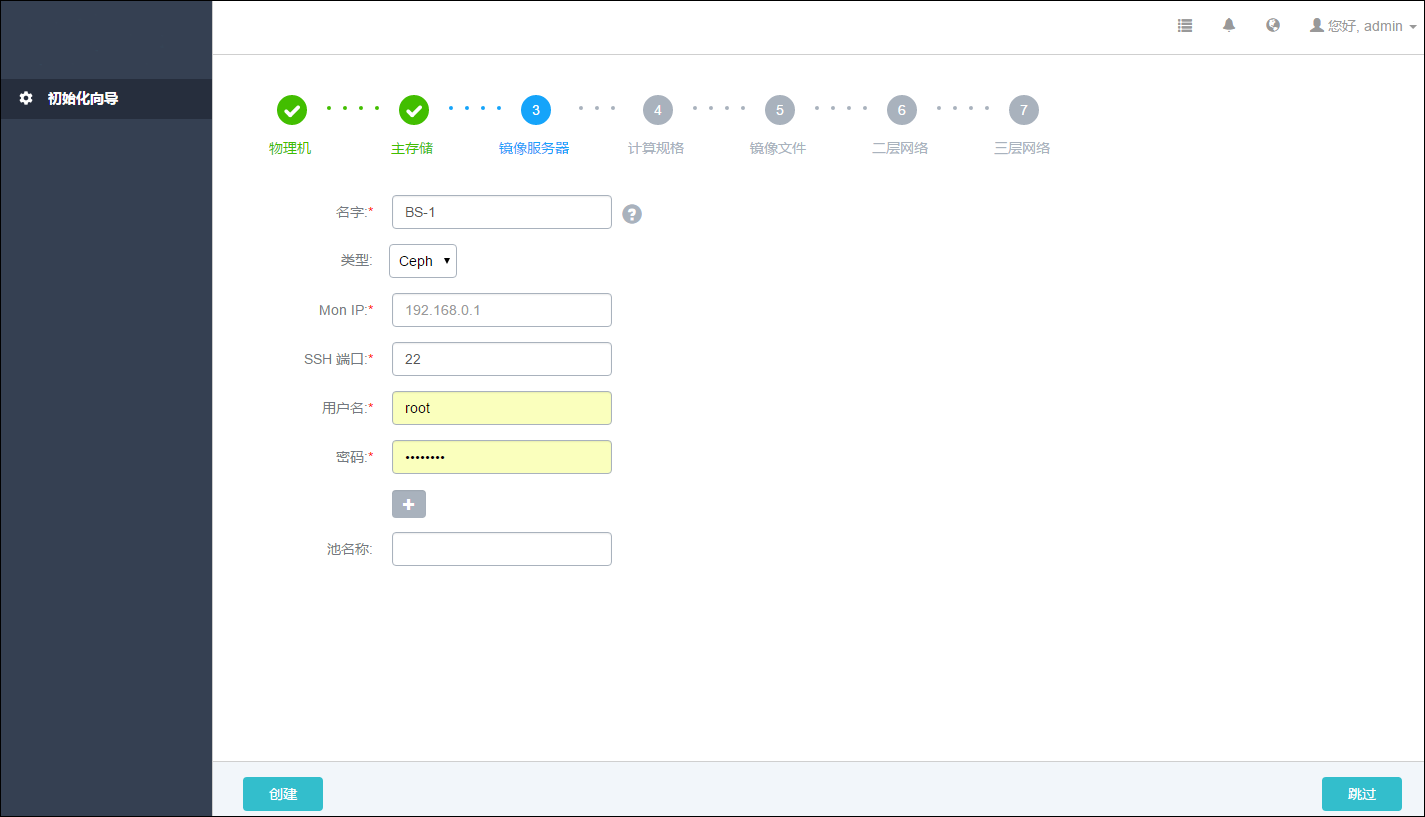 您好, admin
初始化向导
3 4 5 6 7
物理机 主存储 镜像服务器 计算规格 镜像文件 二层网络 三层网络
名字:* BS-1 ?
类型: Ceph
Mon IP:* 192.168.0.1
SSH 端口:* 22
用户名:* root
密码:* ••••••••
+
池名称:
创建 跳过